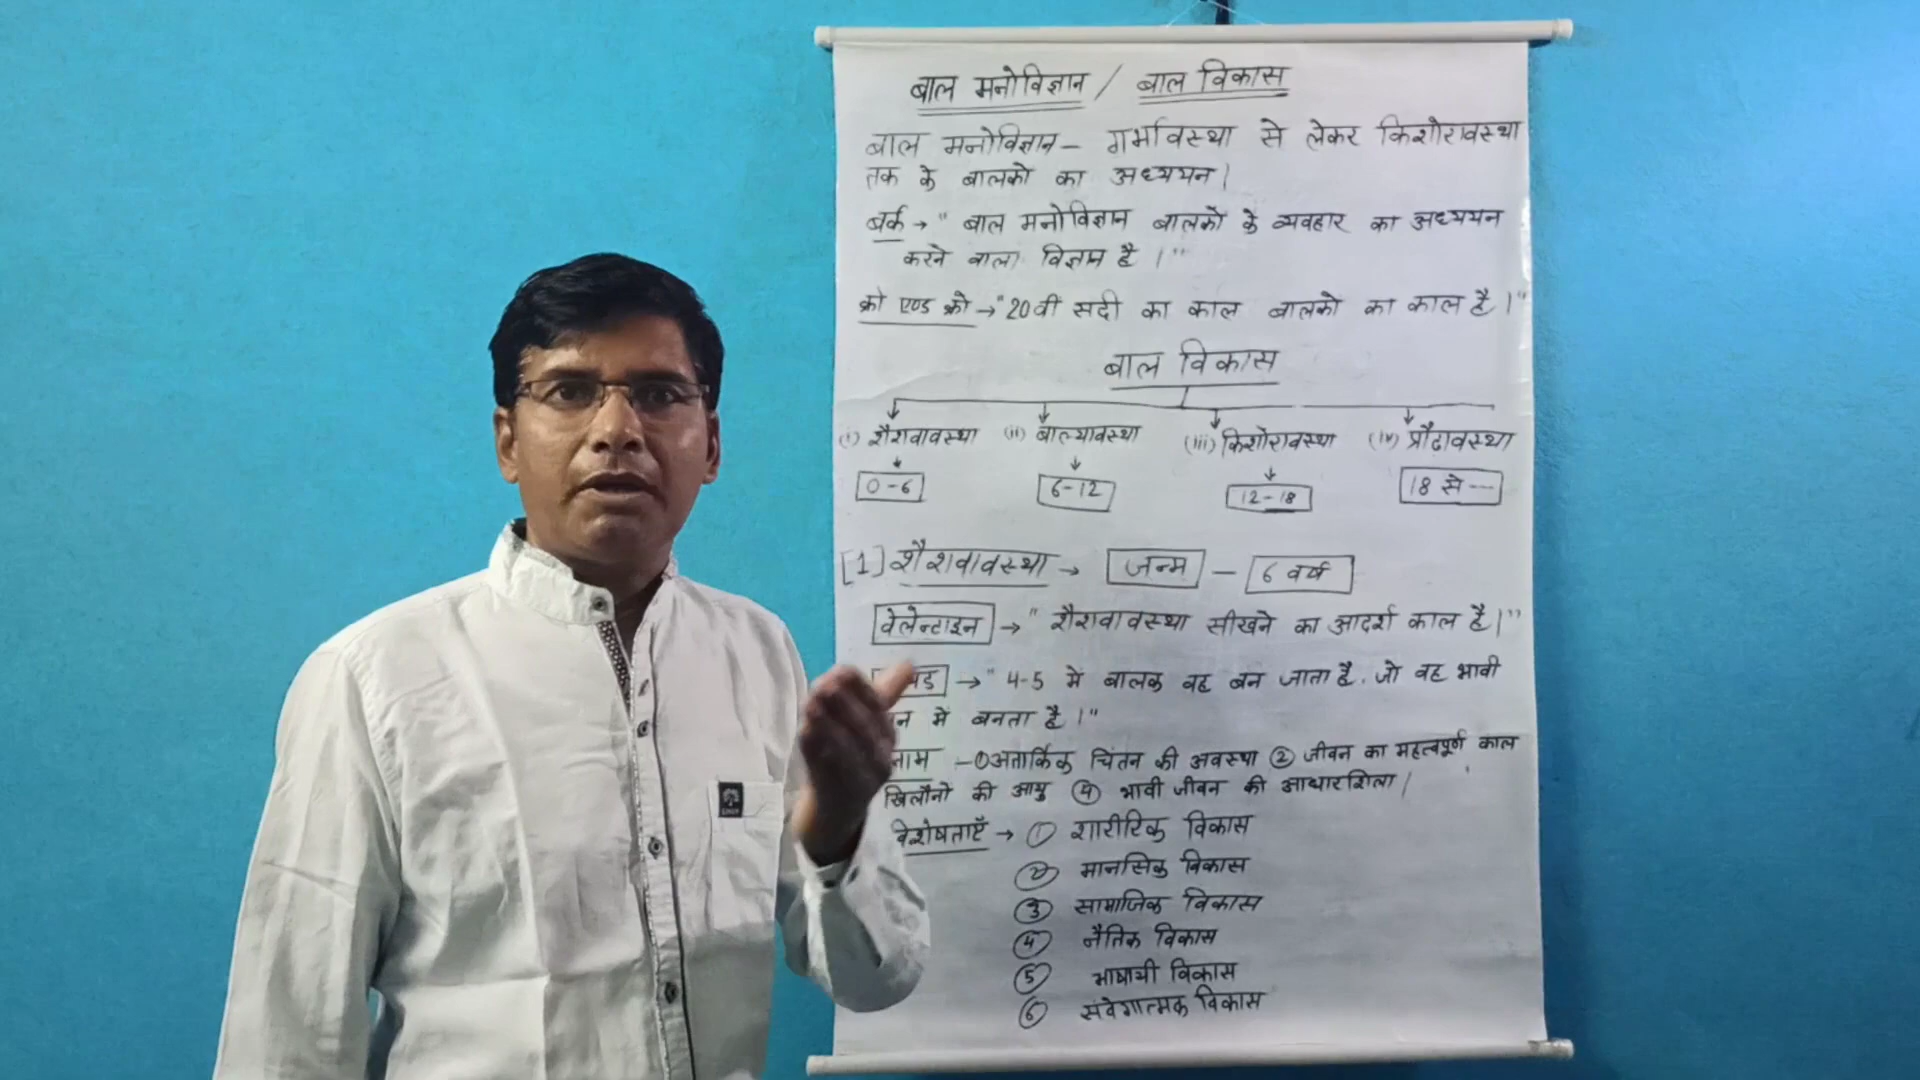 बाल मनोविज्ञान / बाल विकास
बाल मनोविज्ञान – गर्भावस्था से लेकर किशोरावस्था
तक के बालको का अध्ययन।
बर्क → " बाल मनोविज्ञान बालको के व्यवहार का अध्ययन
करने वाला विज्ञान है ।"
क्रो एण्ड क्रो → "20वी सदी का काल बालको का काल है।"
बाल विकास
(i) शैशवावस्था (ii) बाल्यावस्था (iii) किशोरावस्था (iv) प्रौढावस्था
0-6 6-12 12-18 18 से ---
[1] शैशवावस्था → जन्म – 6 वर्ष
वेलेन्टाइन → " शैशवावस्था सीखने का आदर्श काल है।"
→ " 4-5 में बालक वह बन जाता है. जो वह भावी
में बनता है ।"
नाम – ① अतार्किक चिंतन की अवस्था ② जीवन का महत्वपूर्ण काल
खिलौनो की आयु ④ भावी जीवन की आधारशिला।
विशेषताएँ → ① शारीरिक विकास
② मानसिक विकास
③ सामाजिक विकास
④ नैतिक विकास
⑤ भाषायी विकास
⑥ संवेगात्मक विकास